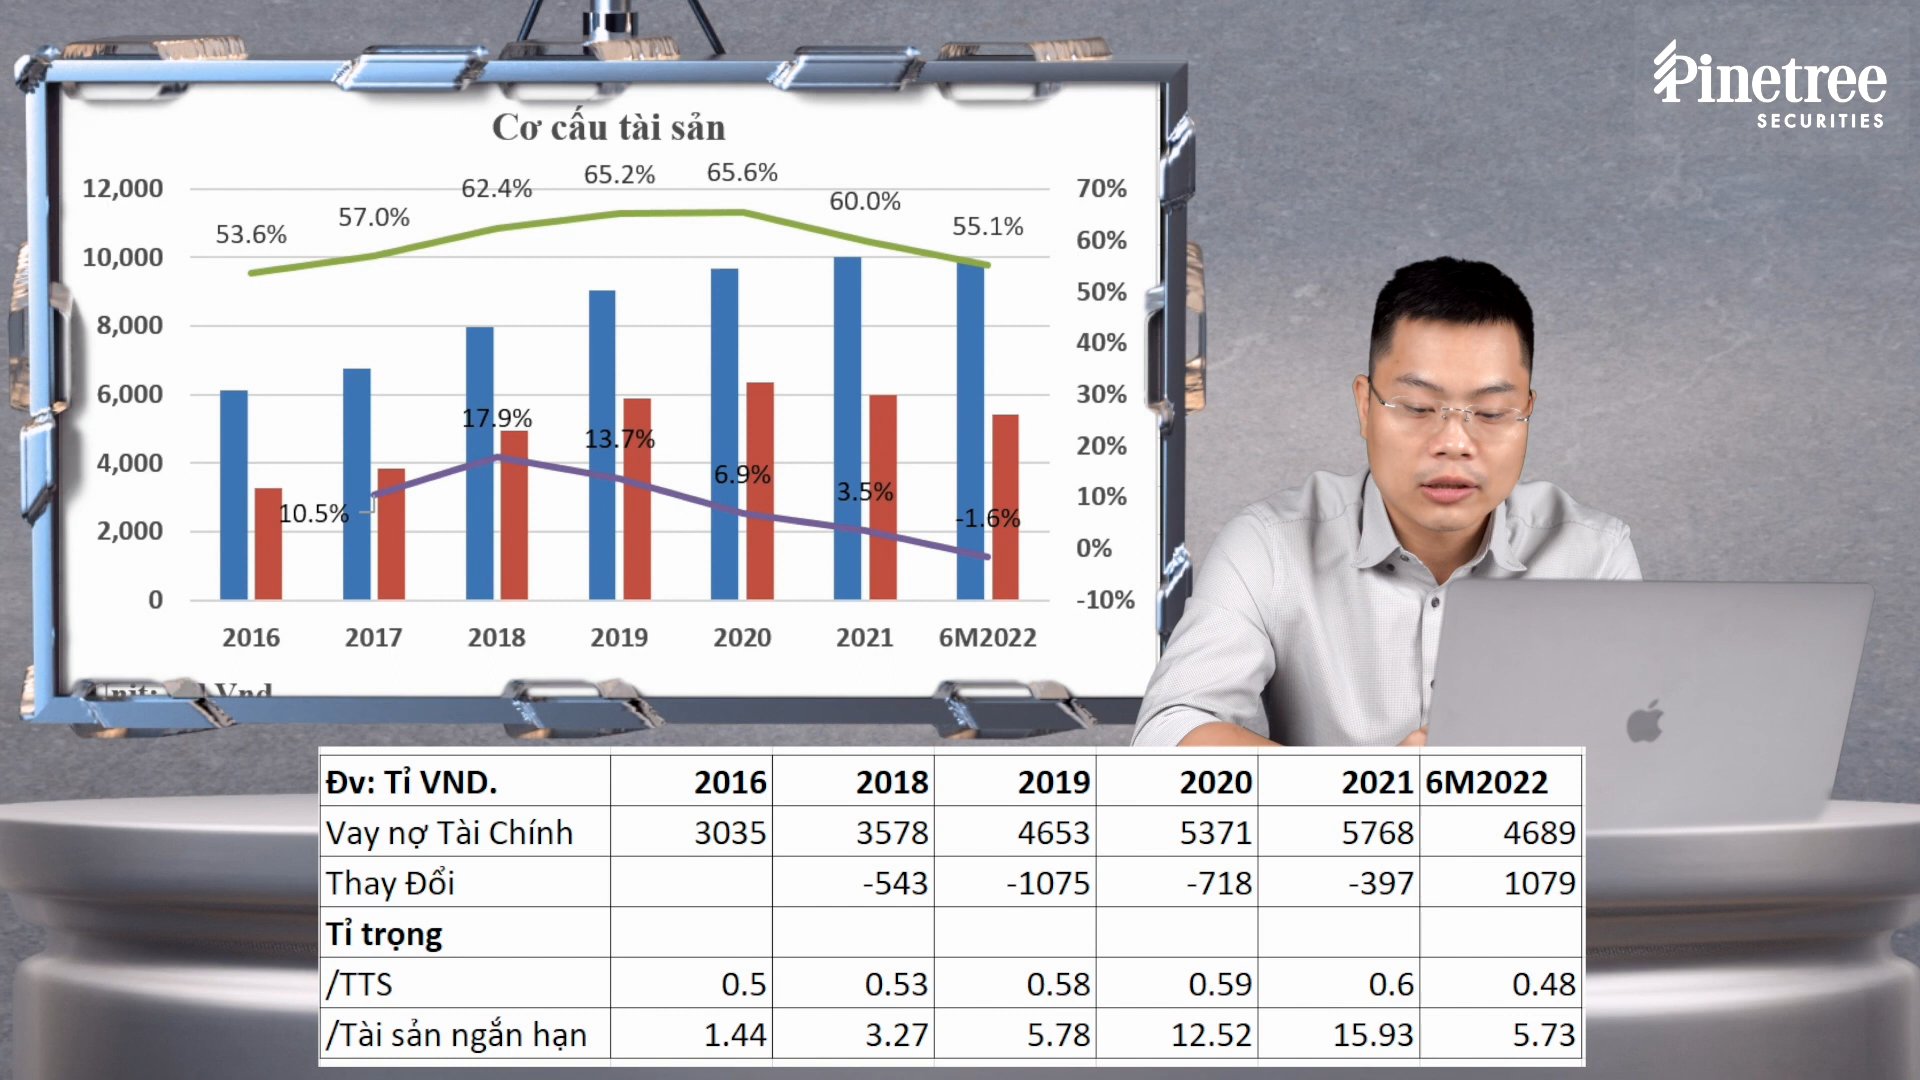 Pinetree
SECURITIES
Cơ cấu tài sản
12,000 10,000 8,000 6,000 4,000 2,000 0
70% 60% 50% 40% 30% 20% 10% 0% -10%
53.6% 57.0% 62.4% 65.2% 65.6% 60.0% 55.1%
10.5% 17.9% 13.7% 6.9% 3.5% -1.6%
2016 2017 2018 2019 2020 2021 6M2022
Vnd
Đv: Tỉ VND. 2016 2018 2019 2020 2021 6M2022
Vay nợ Tài Chính 3035 3578 4653 5371 5768 4689
Thay Đổi -543 -1075 -718 -397 1079
Tỉ trọng
/TTS 0.5 0.53 0.58 0.59 0.6 0.48
/Tài sản ngắn hạn 1.44 3.27 5.78 12.52 15.93 5.73